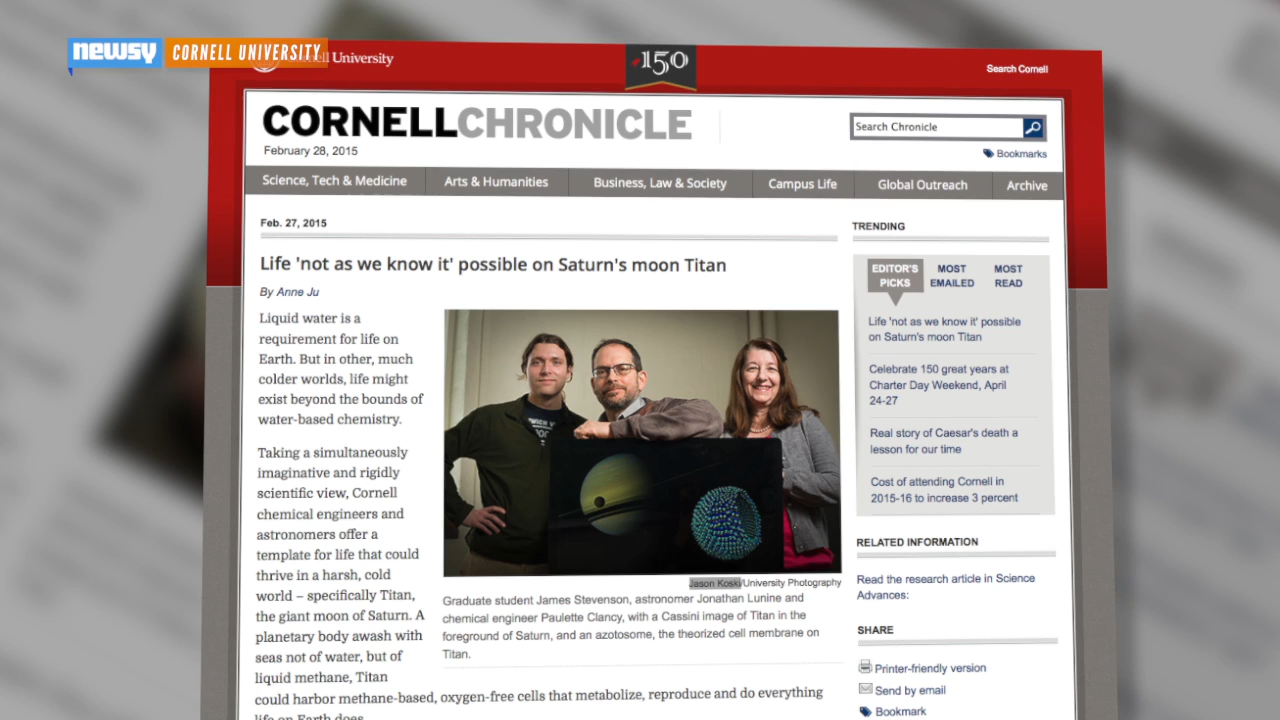 newsy CORNELL UNIVERSITY
University
150
Search Cornell
CORNELLCHRONICLE
February 28, 2015
Search Chronicle
Bookmarks
Science, Tech & Medicine Arts & Humanities Business, Law & Society Campus Life Global Outreach Archive
Feb. 27, 2015
Life 'not as we know it' possible on Saturn's moon Titan
By Anne Ju
Liquid water is a
requirement for life on
Earth. But in other, much
colder worlds, life might
exist beyond the bounds of
water-based chemistry.
Taking a simultaneously
imaginative and rigidly
scientific view, Cornell
chemical engineers and
astronomers offer a
template for life that could
thrive in a harsh, cold
world – specifically Titan,
the giant moon of Saturn. A
planetary body awash with
seas not of water, but of
liquid methane, Titan
could harbor methane-based, oxygen-free cells that metabolize, reproduce and do everything
life on Earth does.
Jason Koski/University Photography
Graduate student James Stevenson, astronomer Jonathan Lunine and
chemical engineer Paulette Clancy, with a Cassini image of Titan in the
foreground of Saturn, and an azotosome, the theorized cell membrane on
Titan.
TRENDING
EDITOR'S PICKS
MOST EMAILED
MOST READ
Life 'not as we know it' possible
on Saturn's moon Titan
Celebrate 150 great years at
Charter Day Weekend, April
24-27
Real story of Caesar's death a
lesson for our time
Cost of attending Cornell in
2015-16 to increase 3 percent
RELATED INFORMATION
Read the research article in Science
Advances:
SHARE
Printer-friendly version
Send by email
Bookmark